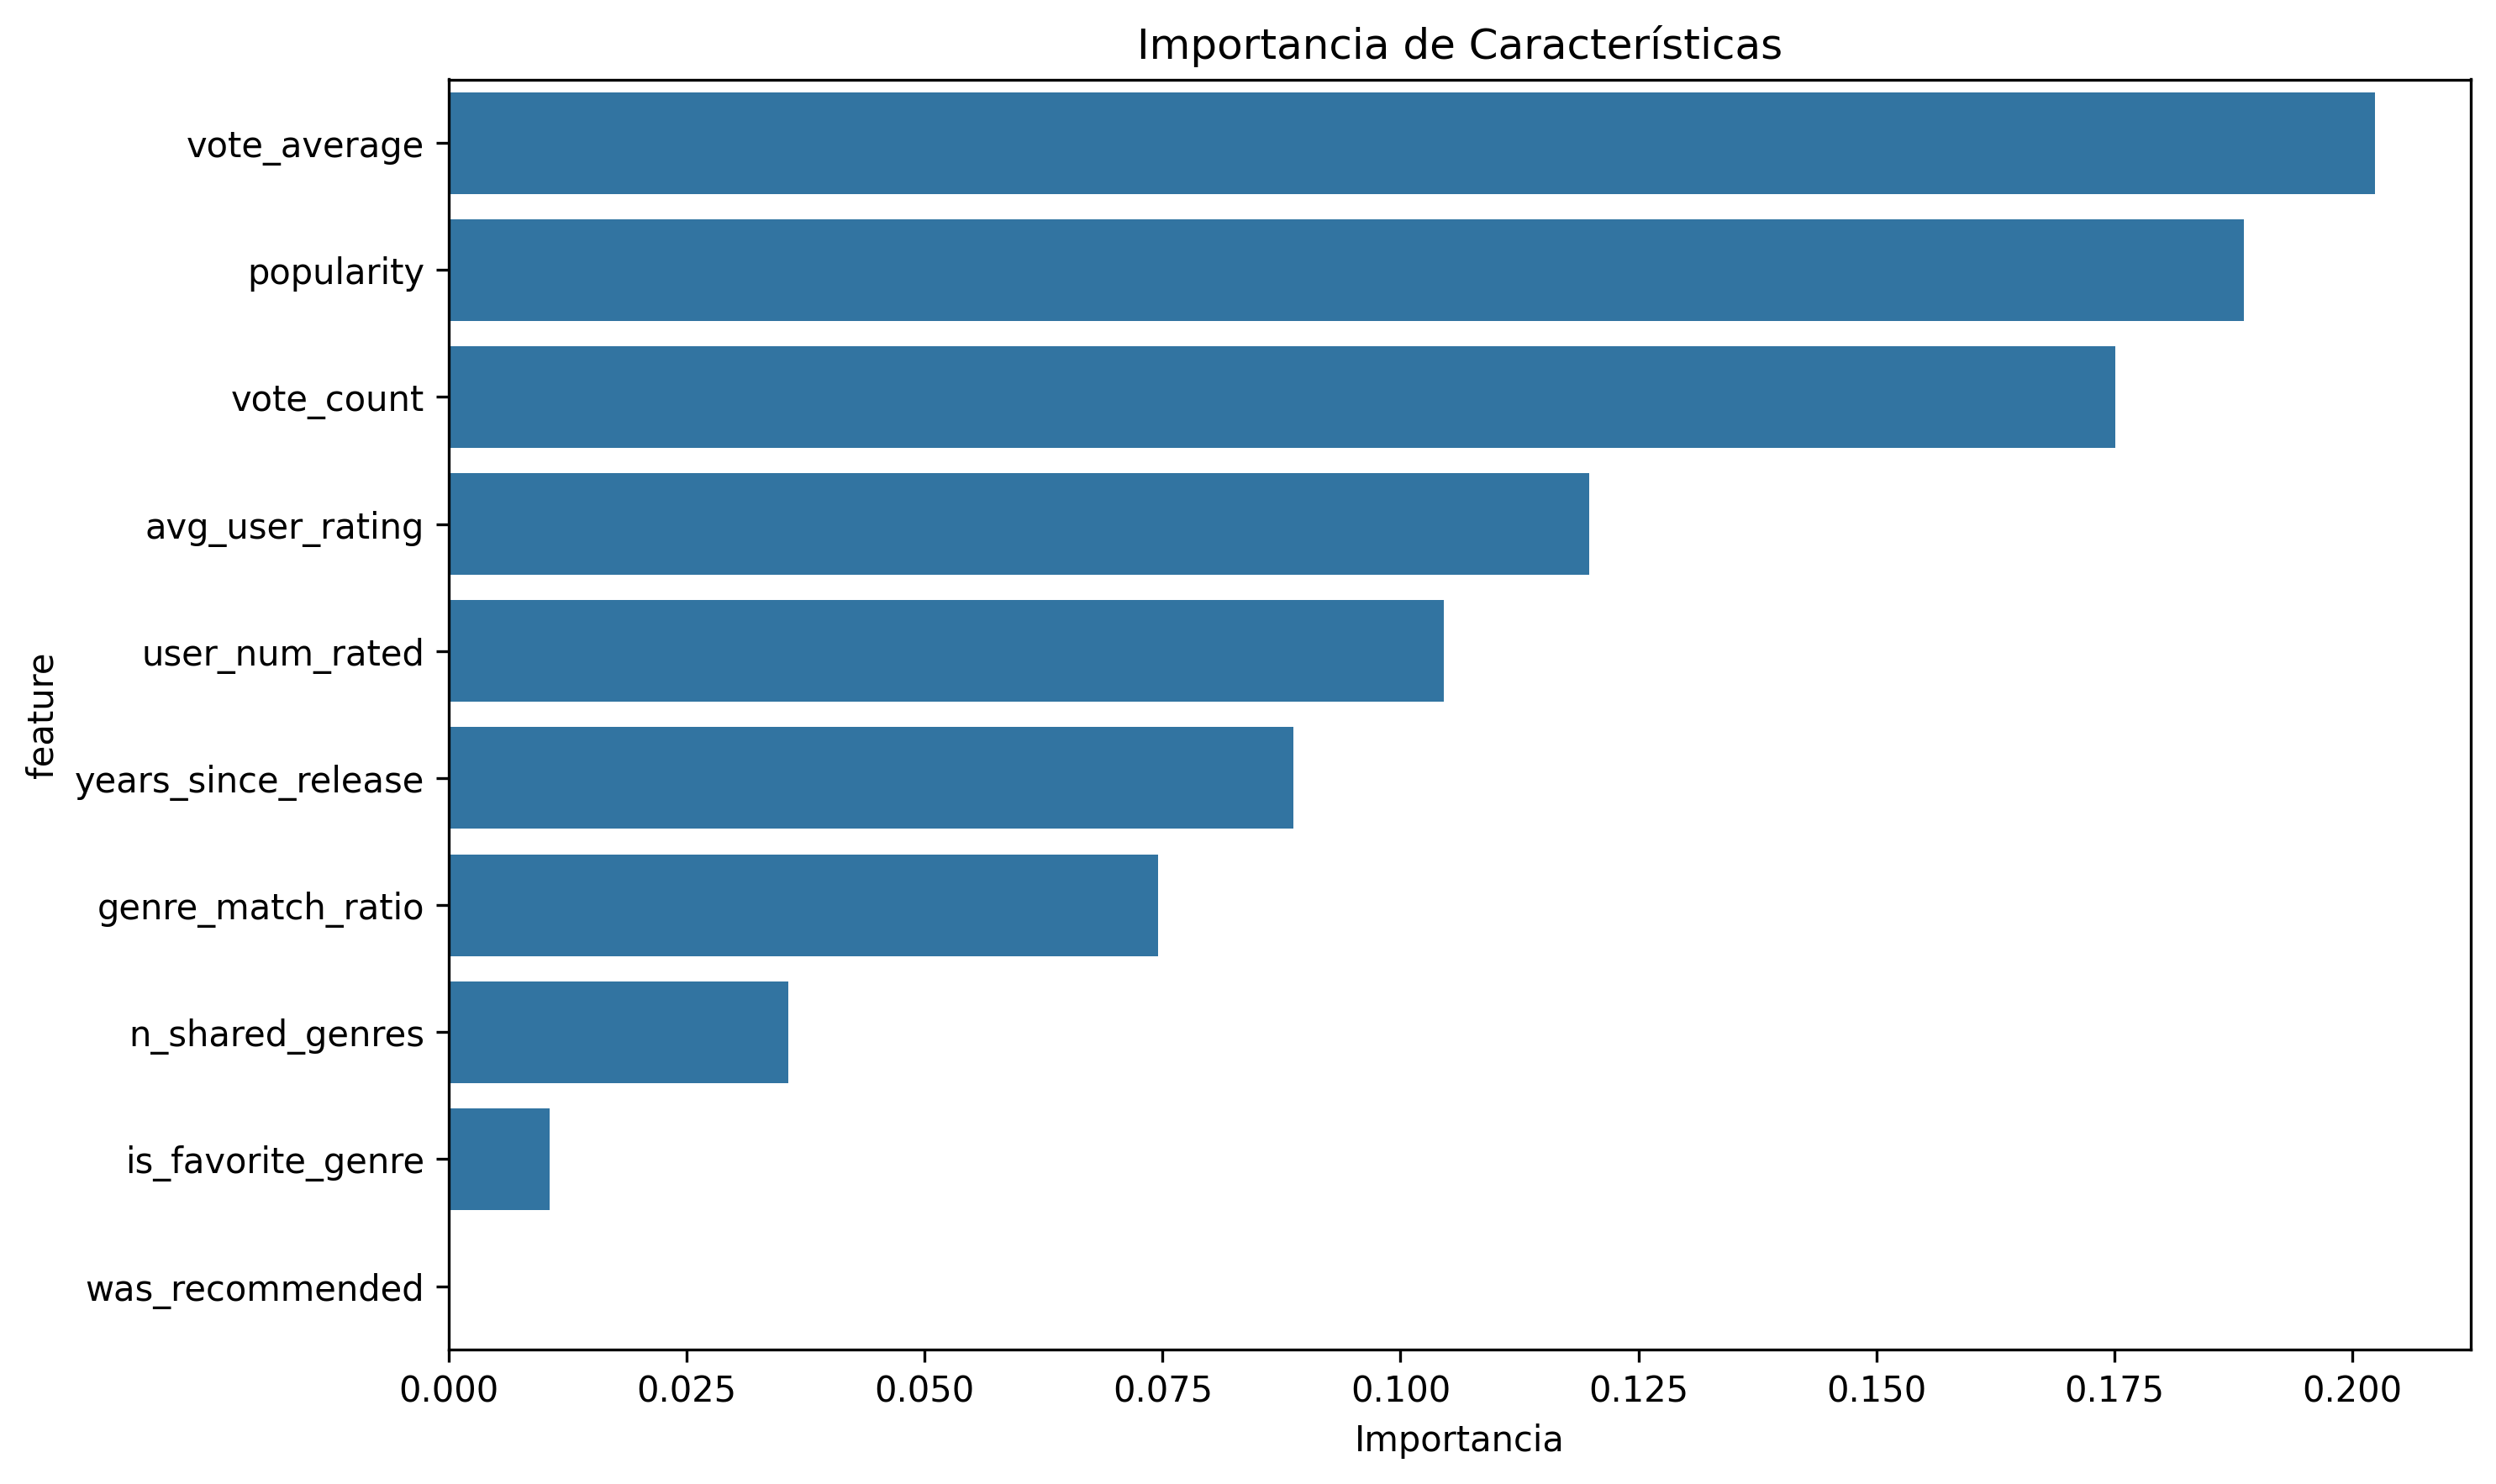 Importancia de Características
vote_average
popularity
vote_count
avg_user_rating
user_num_rated
years_since_release
genre_match_ratio
n_shared_genres
is_favorite_genre
was_recommended
feature
0.000 0.025 0.050 0.075 0.100 0.125 0.150 0.175 0.200
Importancia